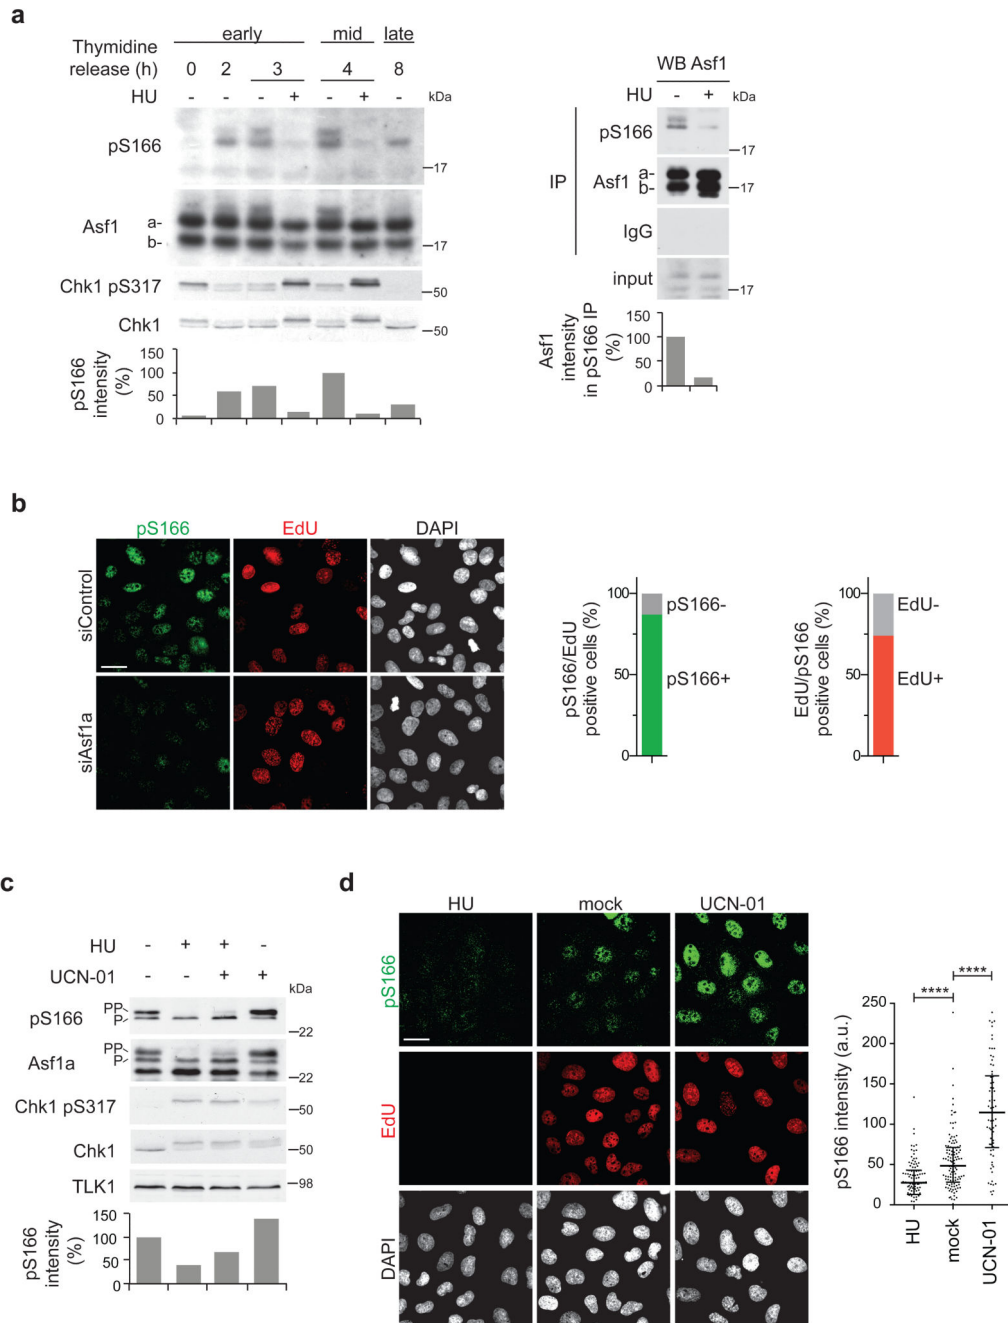 a
early mid late
Thymidine
release (h) 0 2 3 4 8
HU - - - + - + - kDa
pS166
17
Asf1 a-
b-
17
Chk1 pS317
50
Chk1
50
pS166
intensity
(%)
150
100
50
0
WB Asf1
HU - + kDa
IP
pS166
17
Asf1 a-
b-
17
IgG
input
17
Asf1
intensity
in pS166 IP
(%)
150
100
50
0
b
pS166 EdU DAPI
siControl
siAsf1a
pS166/EdU
positive cells (%)
100
50
0
pS166-
pS166+
EdU/pS166
positive cells (%)
100
50
0
EdU-
EdU+
c
HU - + + -
UCN-01 - - + +
kDa
pS166 PP
P
22
Asf1a PP
P
22
Chk1 pS317
50
Chk1
50
TLK1
98
pS166
intensity
(%)
150
100
50
0
d
HU mock UCN-01
pS166
EdU
DAPI
pS166 intensity (a.u.)
250
200
150
100
50
0
****
****
HU
mock
UCN-01